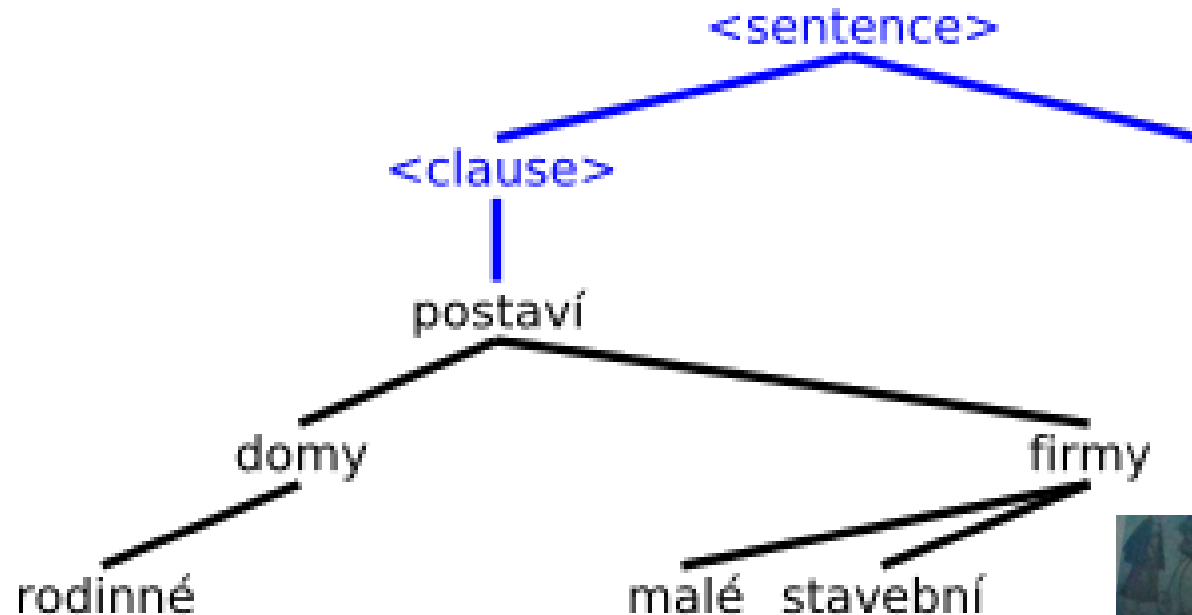 <sentence>
<clause>
postaví
domy firmy
rodinné malé stavební